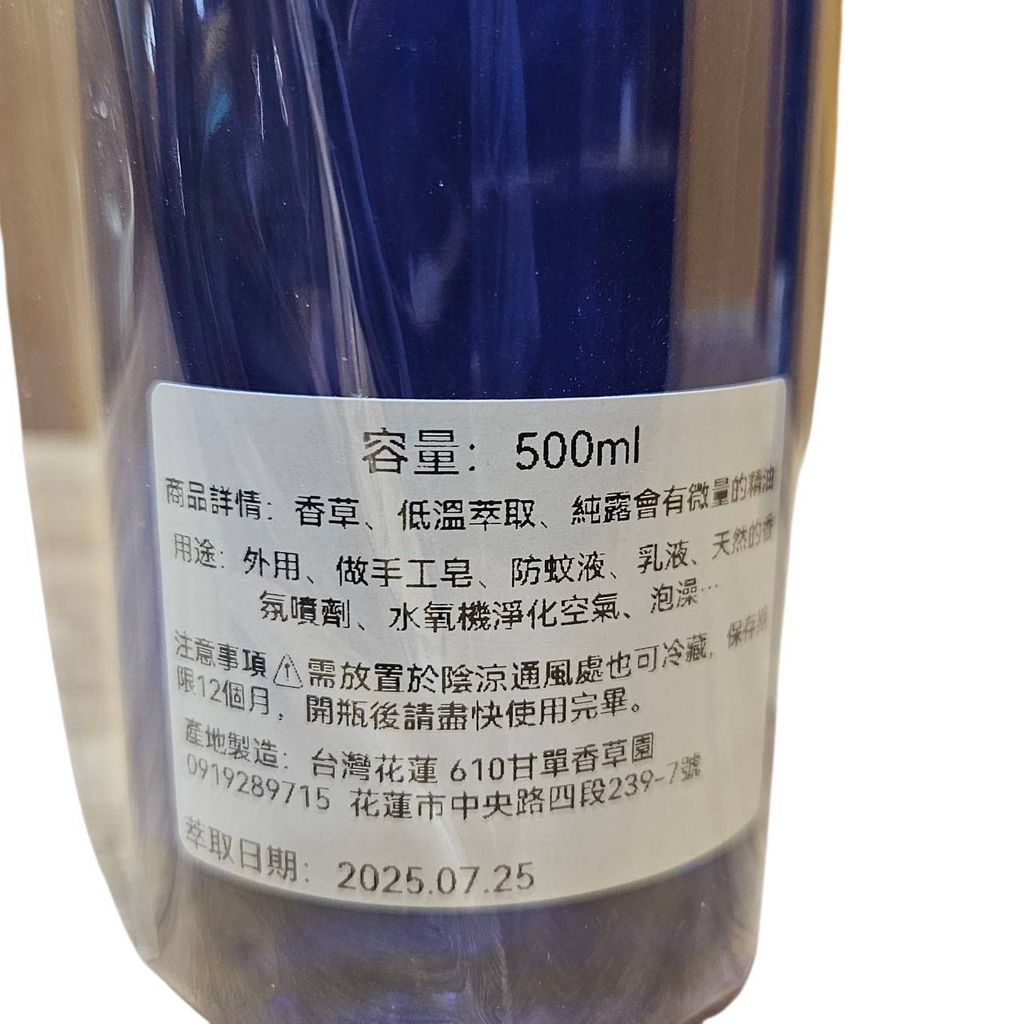 容量：500ml
商品詳情：香草、低溫萃取、純露會有微量的精油
用途：外用、做手工皂、防蚊液、乳液、天然的香
氛噴劑、水氧機淨化空氣、泡澡...
注意事項⚠需放置於陰涼通風處也可冷藏，保存期
限12個月，開瓶後請盡快使用完畢。
產地製造：台灣花蓮 610甘單香草園
0919289715 花蓮市中央路四段239-7號
萃取日期：2025.07.25